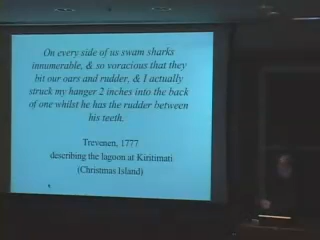 On every side of us swam sharks
innumerable, & so voracious that they
bit our oars and rudder, & I actually
struck my hanger 2 inches into the back
of one whilst he has the rudder between
his teeth.
Trevenen, 1777
describing the lagoon at Kiritimati
(Christmas Island)